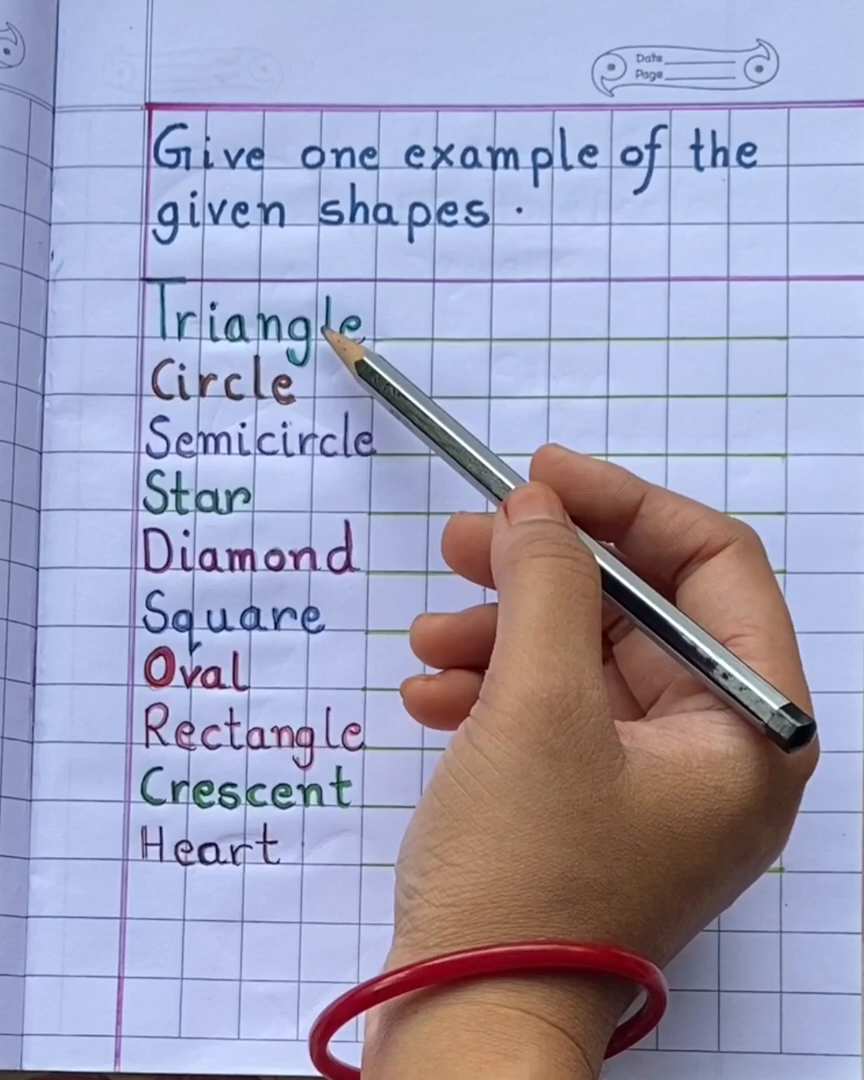 Date
Page
Give one example of the
given shapes.
Triangle
Circle
Semicircle
Star
Diamond
Square
Oval
Rectangle
Crescent
Heart